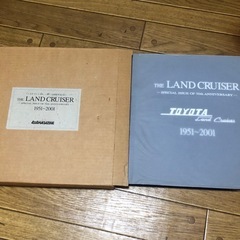 THE LAND CRUISER
1951~2001
THE LAND CRUISER
- SPECIAL ISSUE OF 50th ANNIVERSARY -
TOYOTA
Land Cruiser
1951~2001